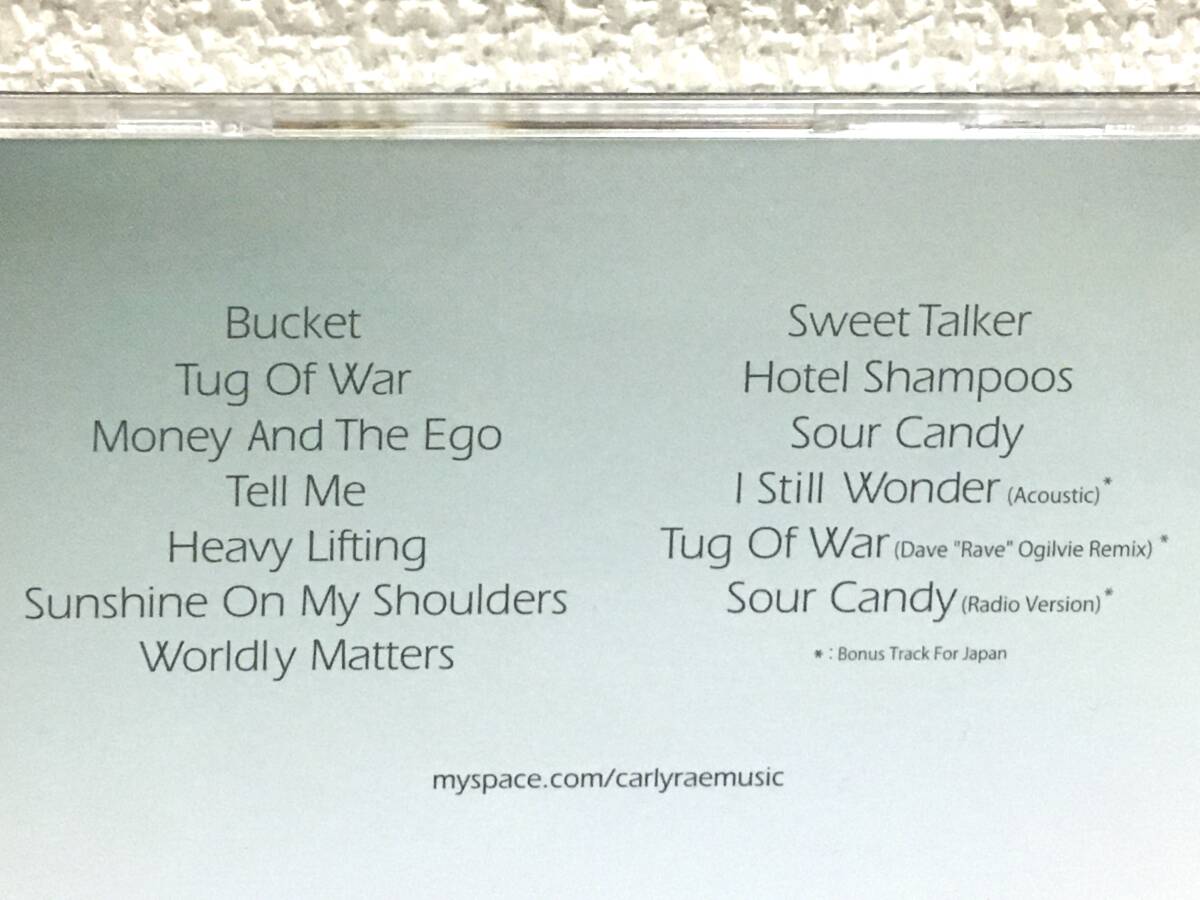 Bucket
Tug Of War
Money And The Ego
Tell Me
Heavy Lifting
Sunshine On My Shoulders
Worldly Matters
Sweet Talker
Hotel Shampoos
Sour Candy
I Still Wonder (Acoustic)*
Tug Of War (Dave "Rave" Ogilvie Remix) *
Sour Candy (Radio Version)*
* : Bonus Track For Japan
myspace.com/carlyraemusic